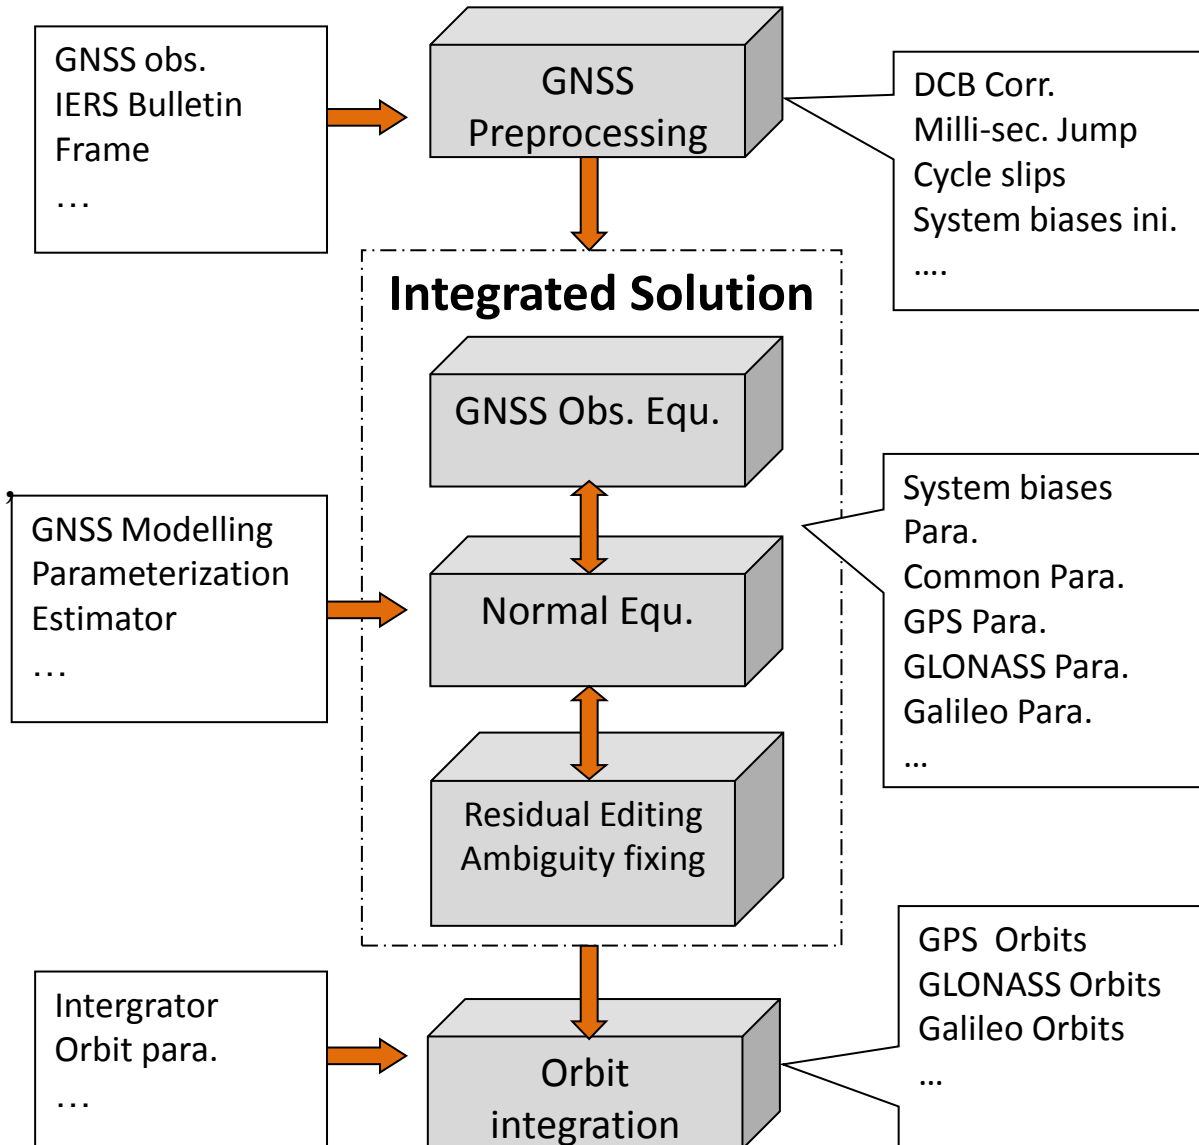 GNSS obs.
IERS Bulletin
Frame
…
GNSS
Preprocessing
DCB Corr.
Milli-sec. Jump
Cycle slips
System biases ini.
….
Integrated Solution
GNSS Obs. Equ.
,
GNSS Modelling
Parameterization
Estimator
…
Normal Equ.
System biases
Para.
Common Para.
GPS Para.
GLONASS Para.
Galileo Para.
…
Residual Editing
Ambiguity fixing
Intergrator
Orbit para.
…
Orbit
integration
GPS  Orbits
GLONASS Orbits
Galileo Orbits
…